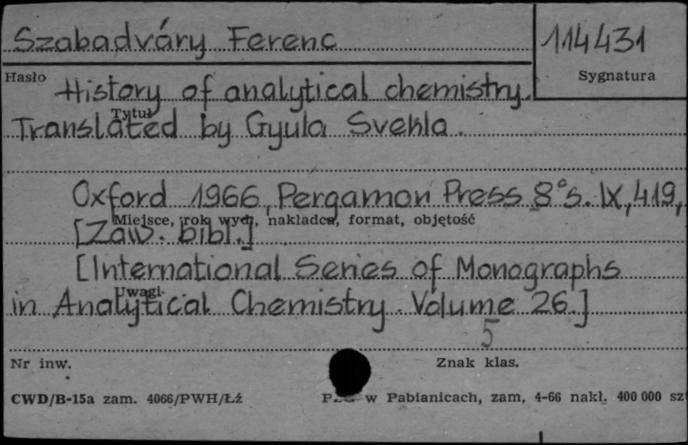 Szabadváry Ferenc
114431
Hasło
Sygnatura
History of analytical chemistry.
Tytuł
Translated by Gyula Svehla.
Oxford 1966, Pergamon Press 8°s. IX, 419,
Miejsce, rok wyd., nakładca, format, objętość
[Zaw. bibl.]
[International Series of Monographs
Uwagi
in Analytical Chemistry. Volume 26.]
5
Nr inw.
Znak klas.
CWD/B-15a zam. 4066/PWH/Łź
w Pabianicach, zam. 4-66 nakł. 400 000 szt